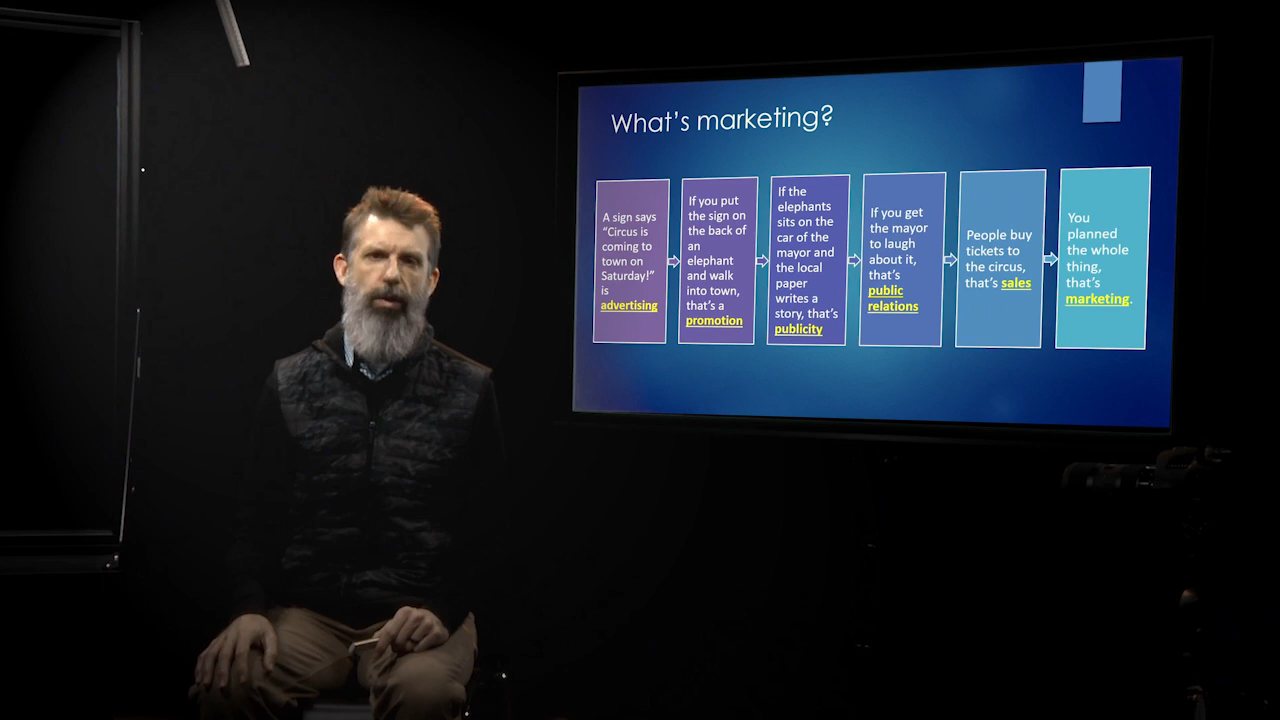 What's marketing?
A sign says
“Circus is
coming to
town on
Saturday!”
is
advertising
If you put
the sign on
the back of
an
elephant
and walk
into town,
that's a
promotion
If the
elephants
sits on the
car of the
mayor and
the local
paper
writes a
story, that's
publicity
If you get
the mayor
to laugh
about it,
that's
public
relations
People buy
tickets to
the circus,
that's sales
You
planned
the whole
thing,
that's
marketing.